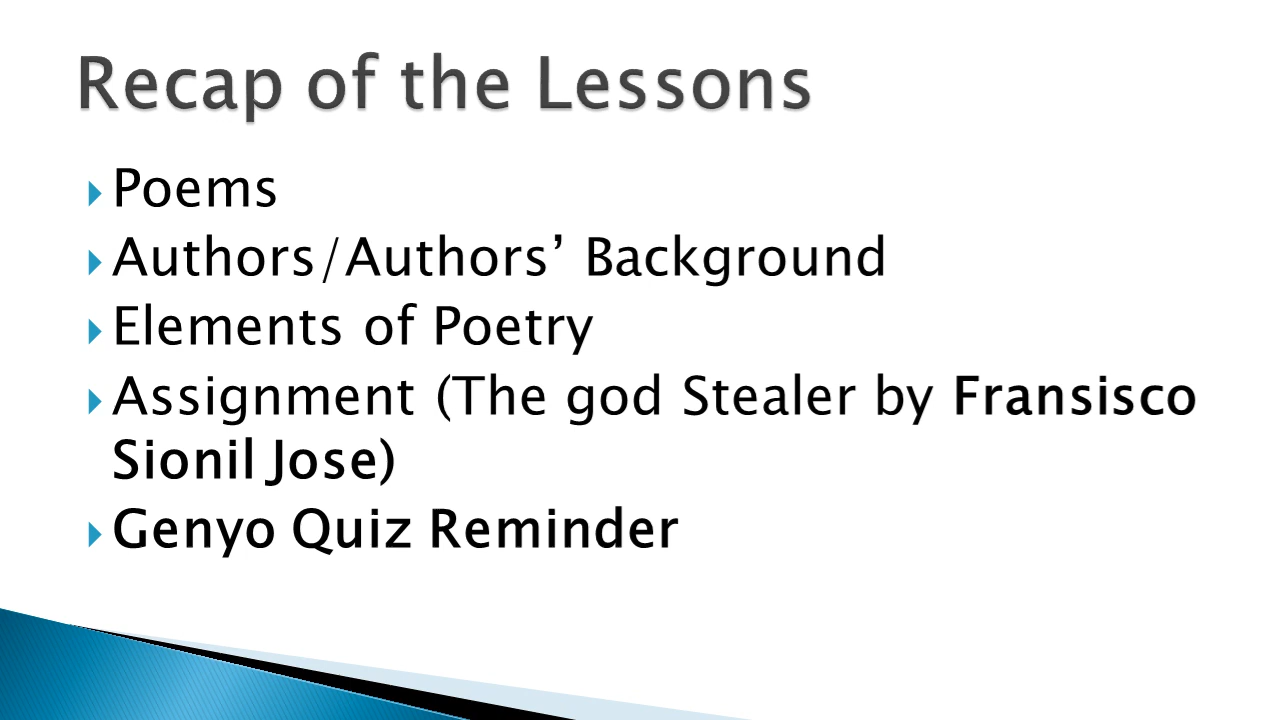 Recap of the Lessons
Poems
Authors/Authors’ Background
Elements of Poetry
Assignment (The god Stealer by Fransisco
Sionil Jose)
Genyo Quiz Reminder